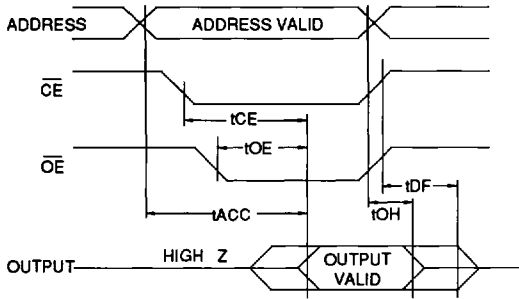 ADDRESS
ADDRESS VALID
CE
tCE
OE
tOE
tDF
tACC
tOH
HIGH Z
OUTPUT
OUTPUT
VALID